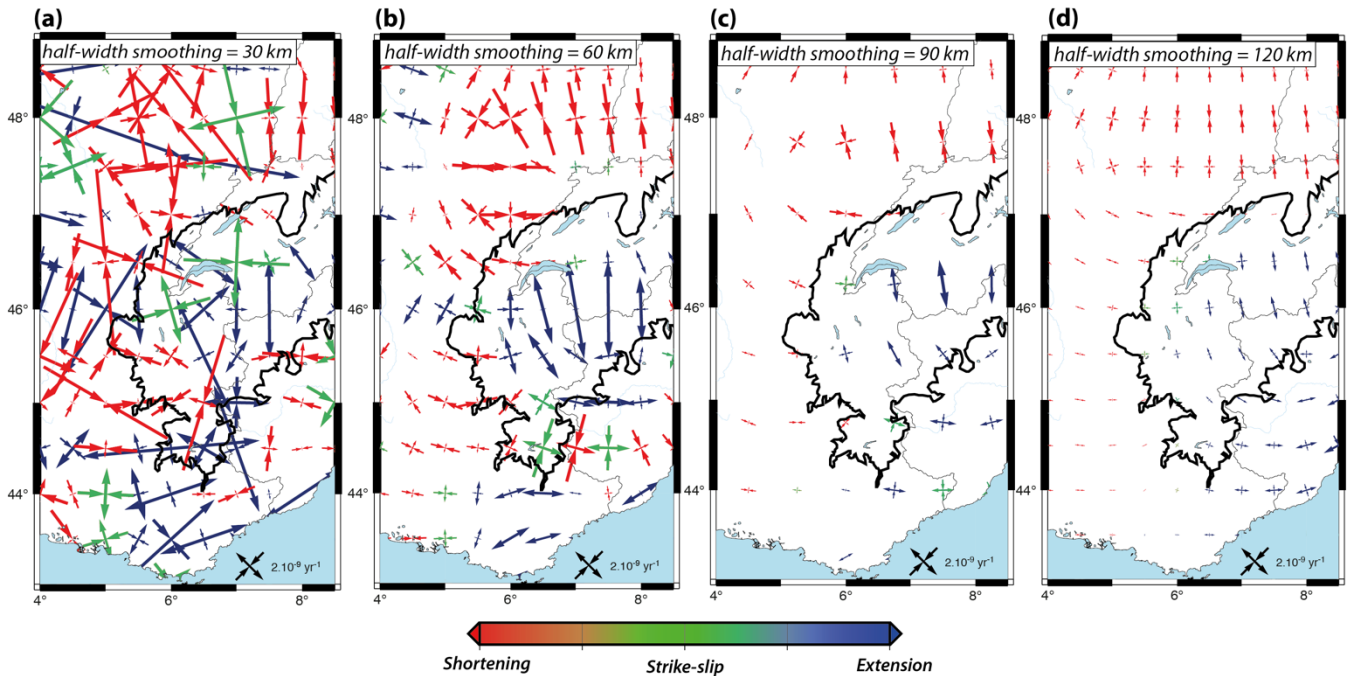 (a)
(b)
(c)
(d)
half-width smoothing = 30 km
half-width smoothing = 60 km
half-width smoothing = 90 km
half-width smoothing = 120 km
48°
48°
48°
48°
46°
46°
46°
46°
44°
44°
44°
44°
2.10⁻⁹ yr⁻¹
2.10⁻⁹ yr⁻¹
2.10⁻⁹ yr⁻¹
2.10⁻⁹ yr⁻¹
4° 6° 8°
4° 6° 8°
4° 6° 8°
4° 6° 8°
Shortening Strike-slip Extension